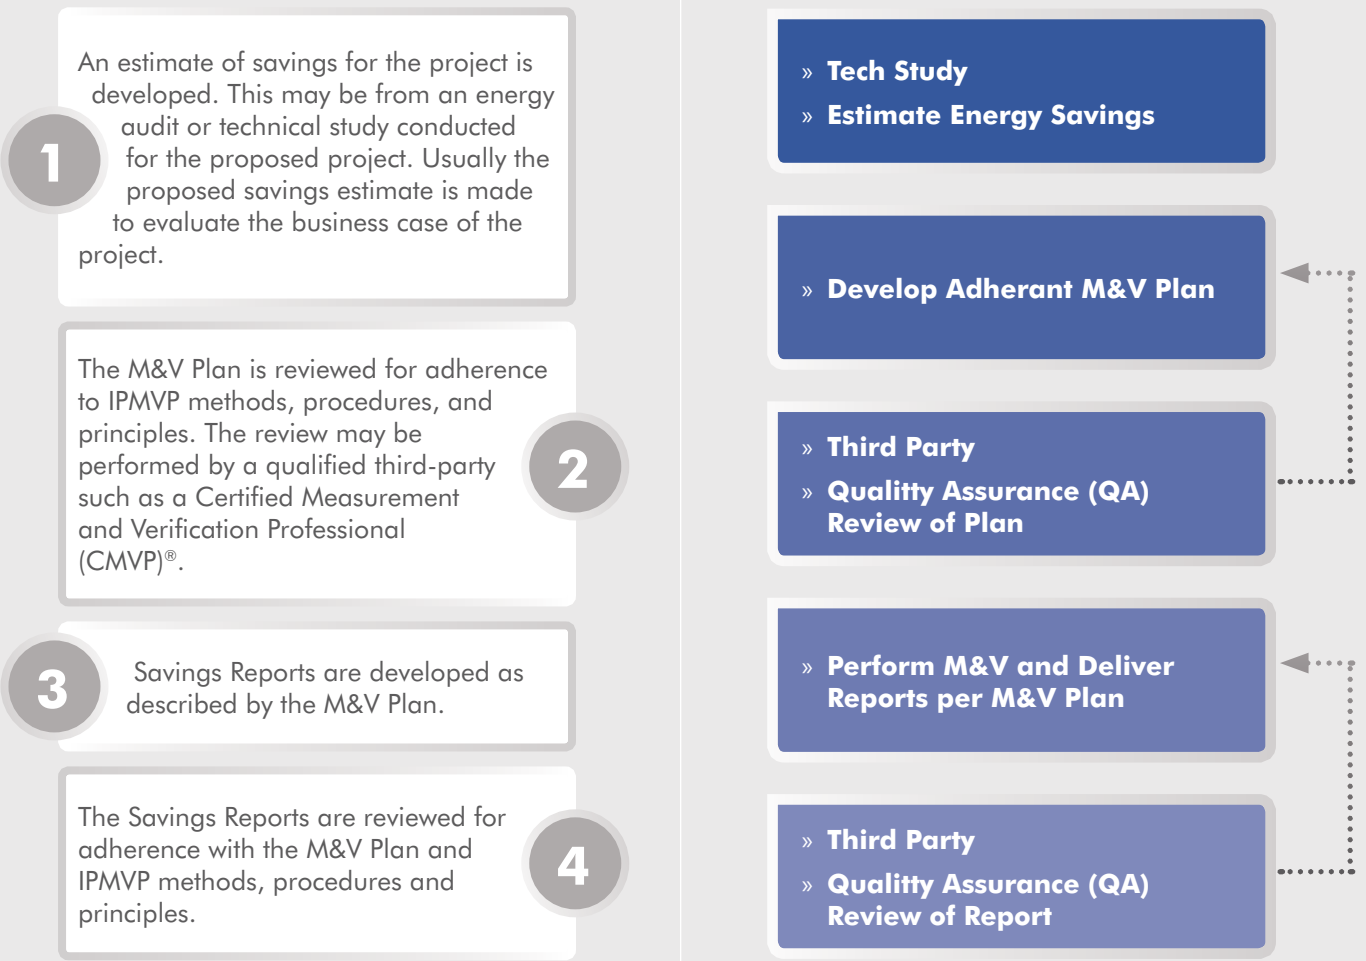 An estimate of savings for the project is
developed. This may be from an energy
audit or technical study conducted
for the proposed project. Usually the
proposed savings estimate is made
to evaluate the business case of the
project.
1
The M&V Plan is reviewed for adherence
to IPMVP methods, procedures, and
principles. The review may be
performed by a qualified third-party
such as a Certified Measurement
and Verification Professional
(CMVP)®.
2
3
Savings Reports are developed as
described by the M&V Plan.
The Savings Reports are reviewed for
adherence with the M&V Plan and
IPMVP methods, procedures and
principles.
4
» Tech Study
» Estimate Energy Savings
» Develop Adherant M&V Plan
» Third Party
» Qualitty Assurance (QA)
Review of Plan
» Perform M&V and Deliver
Reports per M&V Plan
» Third Party
» Qualitty Assurance (QA)
Review of Report